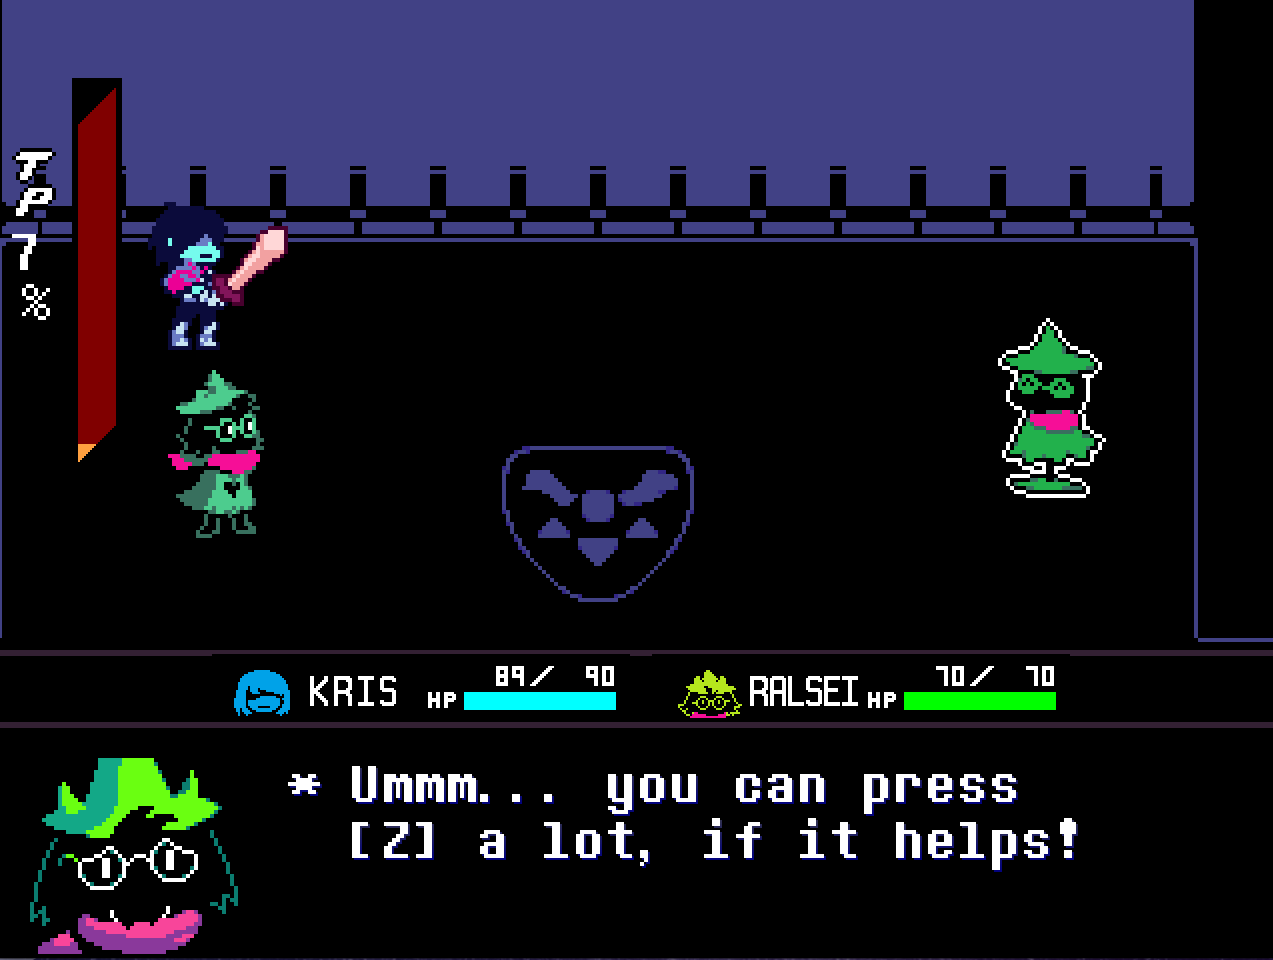 TP
7
%
KRIS HP 89/ 90 RALSEI HP 70/ 70
* Ummm... you can press
[Z] a lot, if it helps!